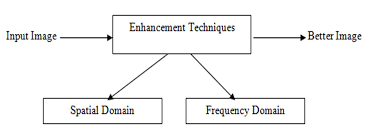 Enhancement Techniques
Input Image
Better Image
Spatial Domain
Frequency Domain